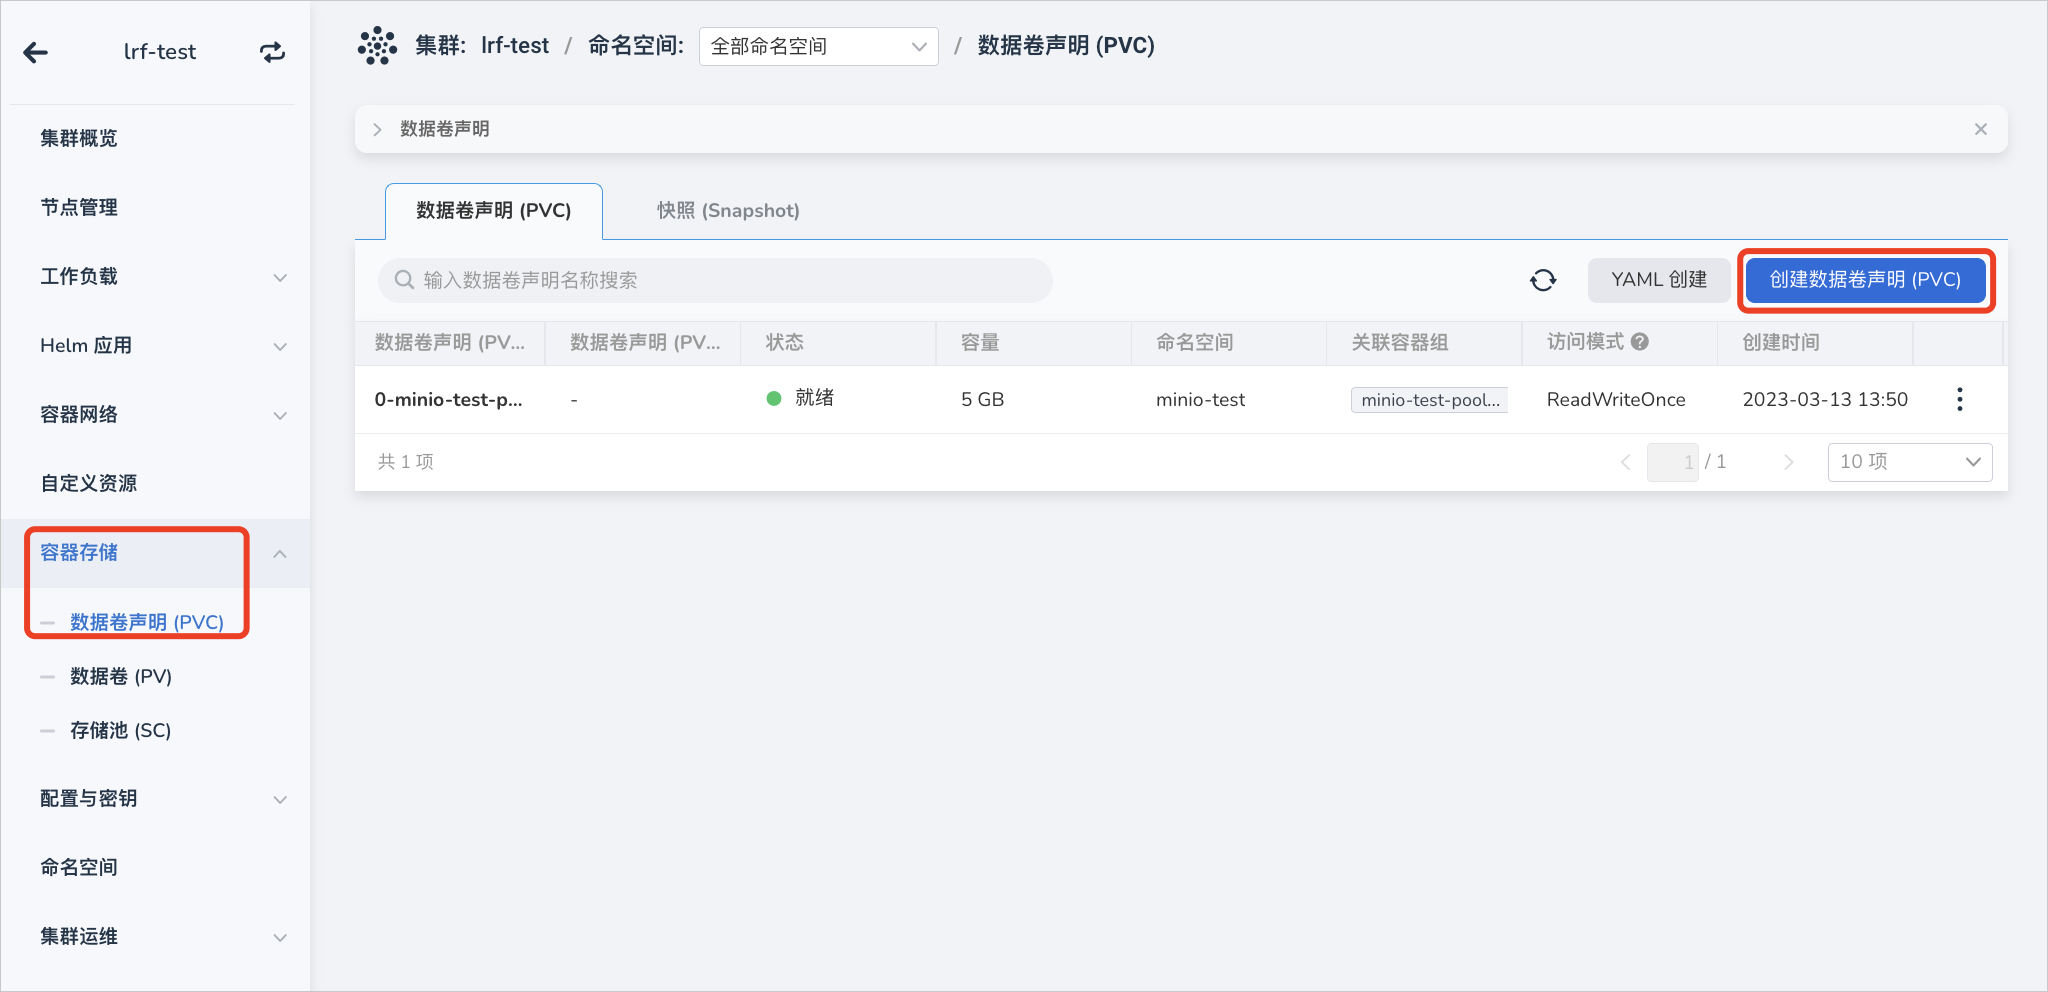 lrf-test
集群概览
节点管理
工作负载
Helm 应用
容器网络
自定义资源
容器存储
数据卷声明 (PVC)
数据卷 (PV)
存储池 (SC)
配置与密钥
命名空间
集群运维
集群: lrf-test / 命名空间: 全部命名空间 / 数据卷声明 (PVC)
数据卷声明
数据卷声明 (PVC) 快照 (Snapshot)
输入数据卷声明名称搜索 YAML 创建 创建数据卷声明 (PVC)
数据卷声明 (PV... 数据卷声明 (PV... 状态 容量 命名空间 关联容器组 访问模式 ? 创建时间
0-minio-test-p... - 就绪 5 GB minio-test minio-test-pool... ReadWriteOnce 2023-03-13 13:50
共 1 项 1 / 1 10 项